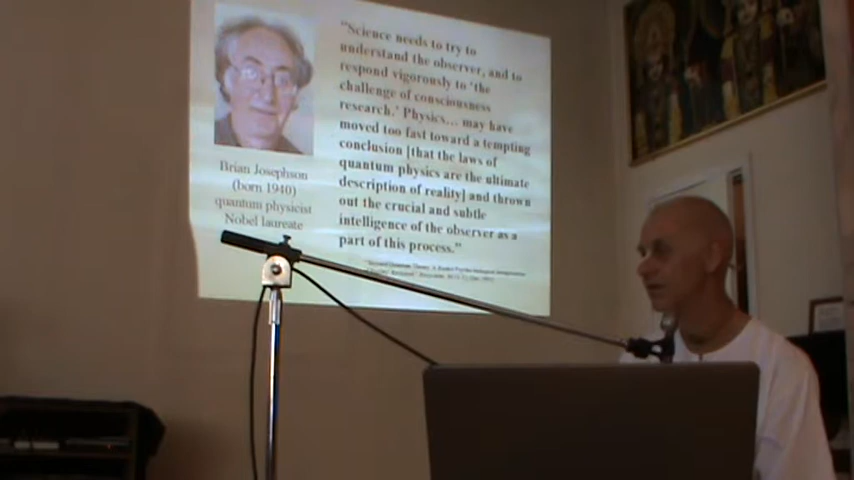 "Science needs to try to
understand the observer, and to
respond vigorously to 'the
challenge of consciousness
research.' Physics… may have
moved too fast toward a tempting
conclusion [that the laws of
quantum physics are the ultimate
description of reality] and thrown
out the crucial and subtle
intelligence of the observer as a
part of this process."
Brian Josephson
(born 1940)
quantum physicist
Nobel laureate